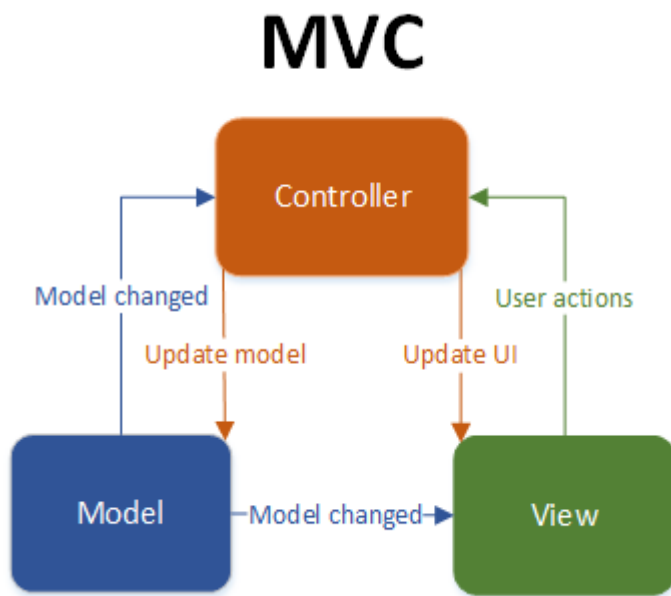 MVC
Controller
Model changed
User actions
Update model
Update UI
Model
Model changed
View